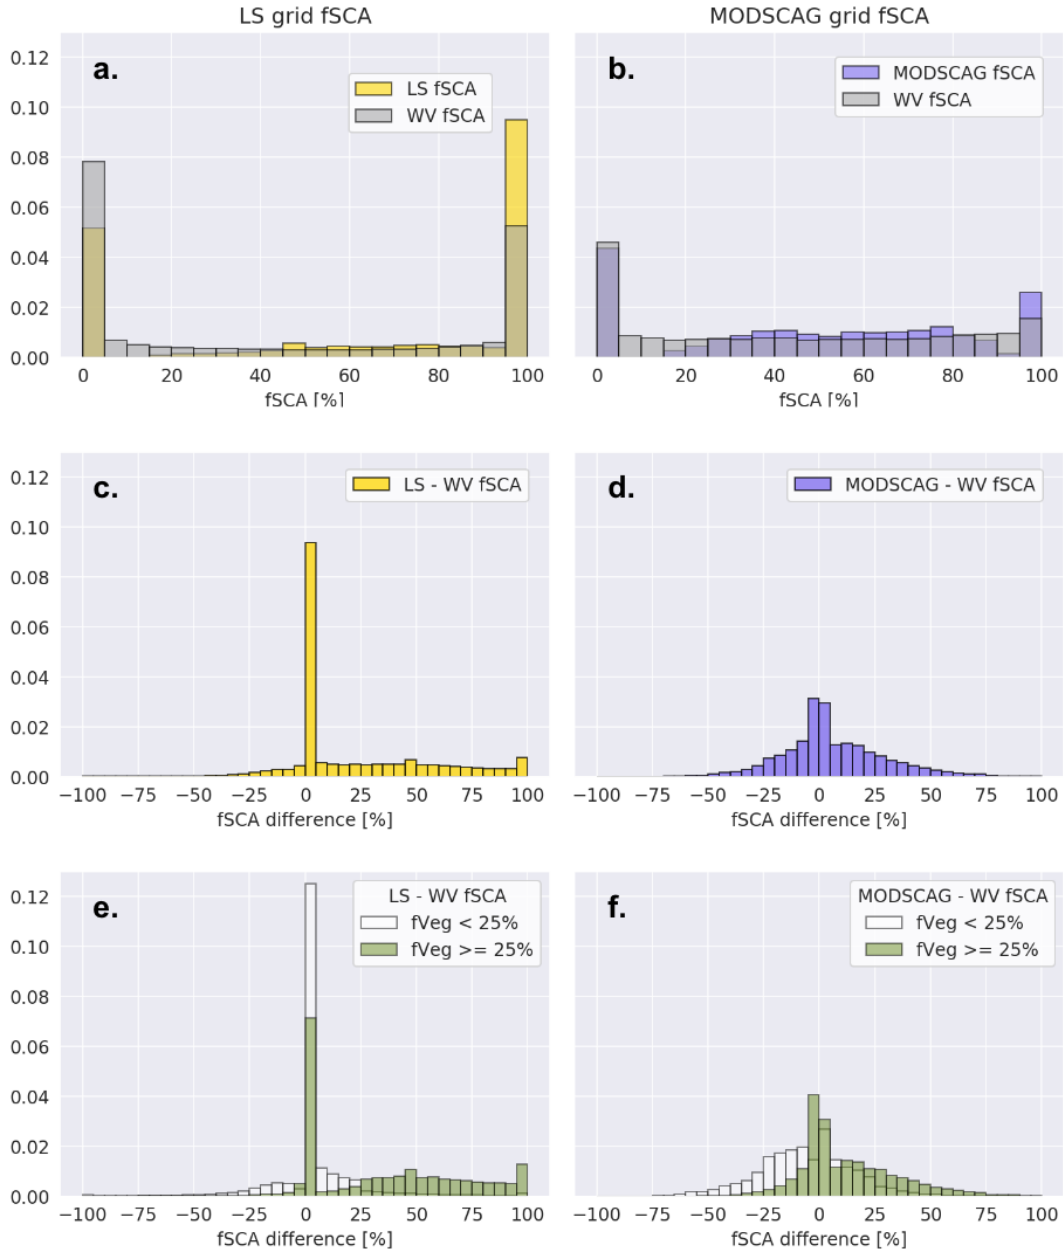 LS grid fSCA
MODSCAG grid fSCA
a.
LS fSCA
WV fSCA
0.12
0.10
0.08
0.06
0.04
0.02
0.00
0 20 40 60 80 100
fSCA [%]
b.
MODSCAG fSCA
WV fSCA
0 20 40 60 80 100
fSCA [%]
c.
LS - WV fSCA
0.12
0.10
0.08
0.06
0.04
0.02
0.00
−100 −75 −50 −25 0 25 50 75 100
fSCA difference [%]
d.
MODSCAG - WV fSCA
−100 −75 −50 −25 0 25 50 75 100
fSCA difference [%]
e.
LS - WV fSCA
fVeg < 25%
fVeg >= 25%
0.12
0.10
0.08
0.06
0.04
0.02
0.00
−100 −75 −50 −25 0 25 50 75 100
fSCA difference [%]
f.
MODSCAG - WV fSCA
fVeg < 25%
fVeg >= 25%
−100 −75 −50 −25 0 25 50 75 100
fSCA difference [%]